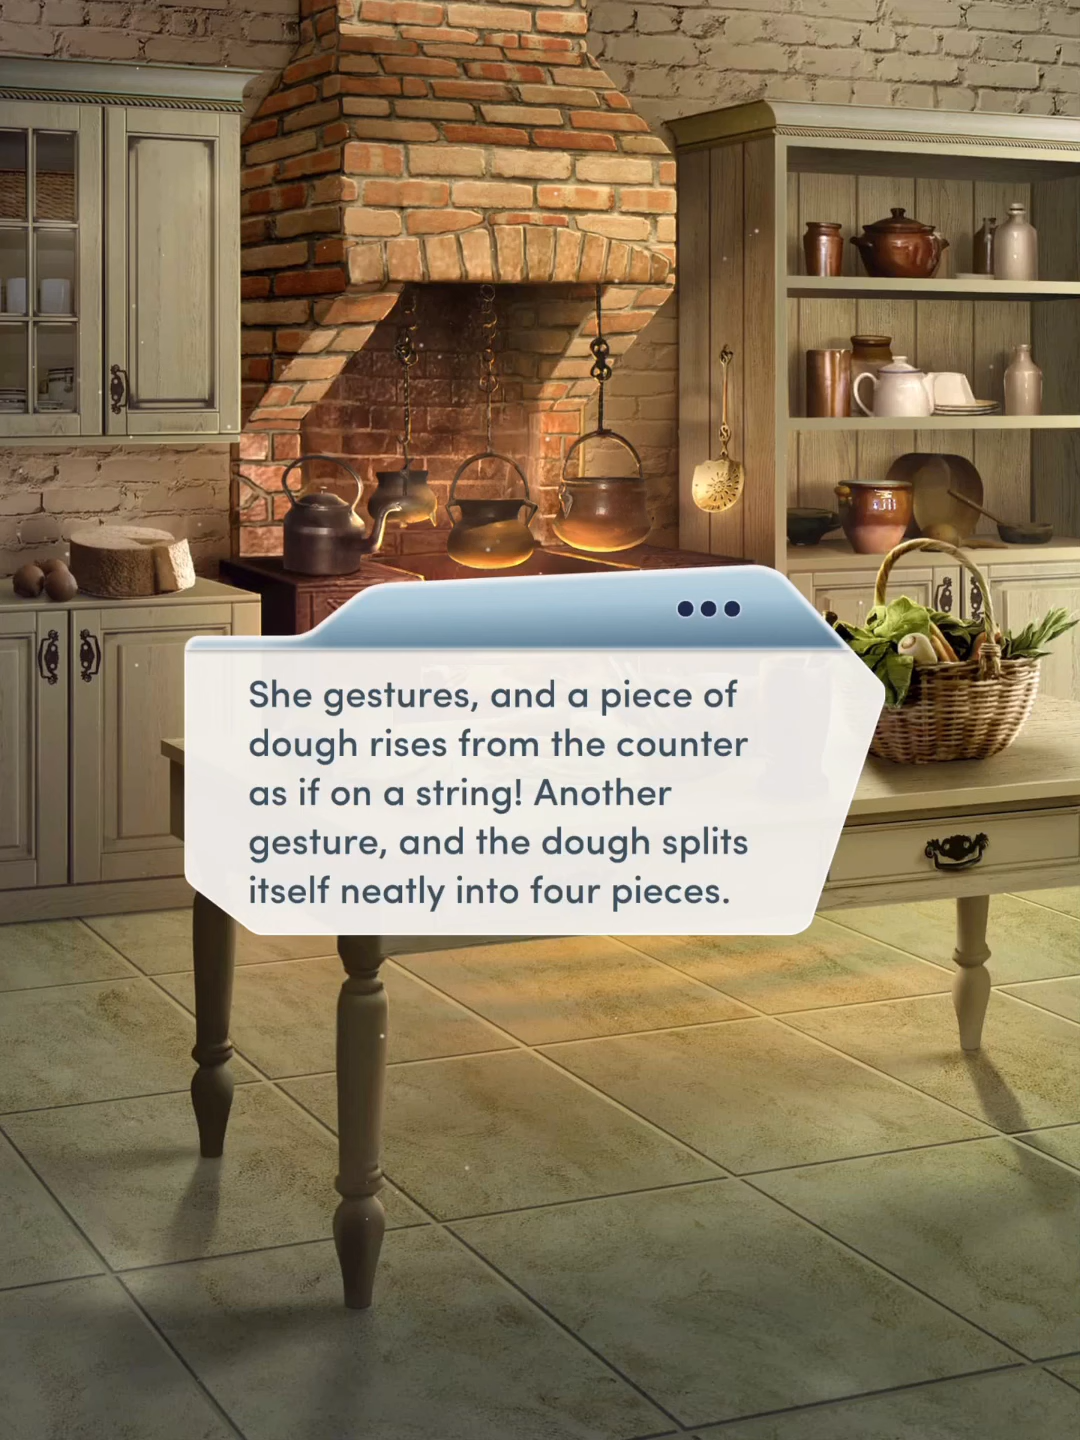 She gestures, and a piece of
dough rises from the counter
as if on a string! Another
gesture, and the dough splits
itself neatly into four pieces.